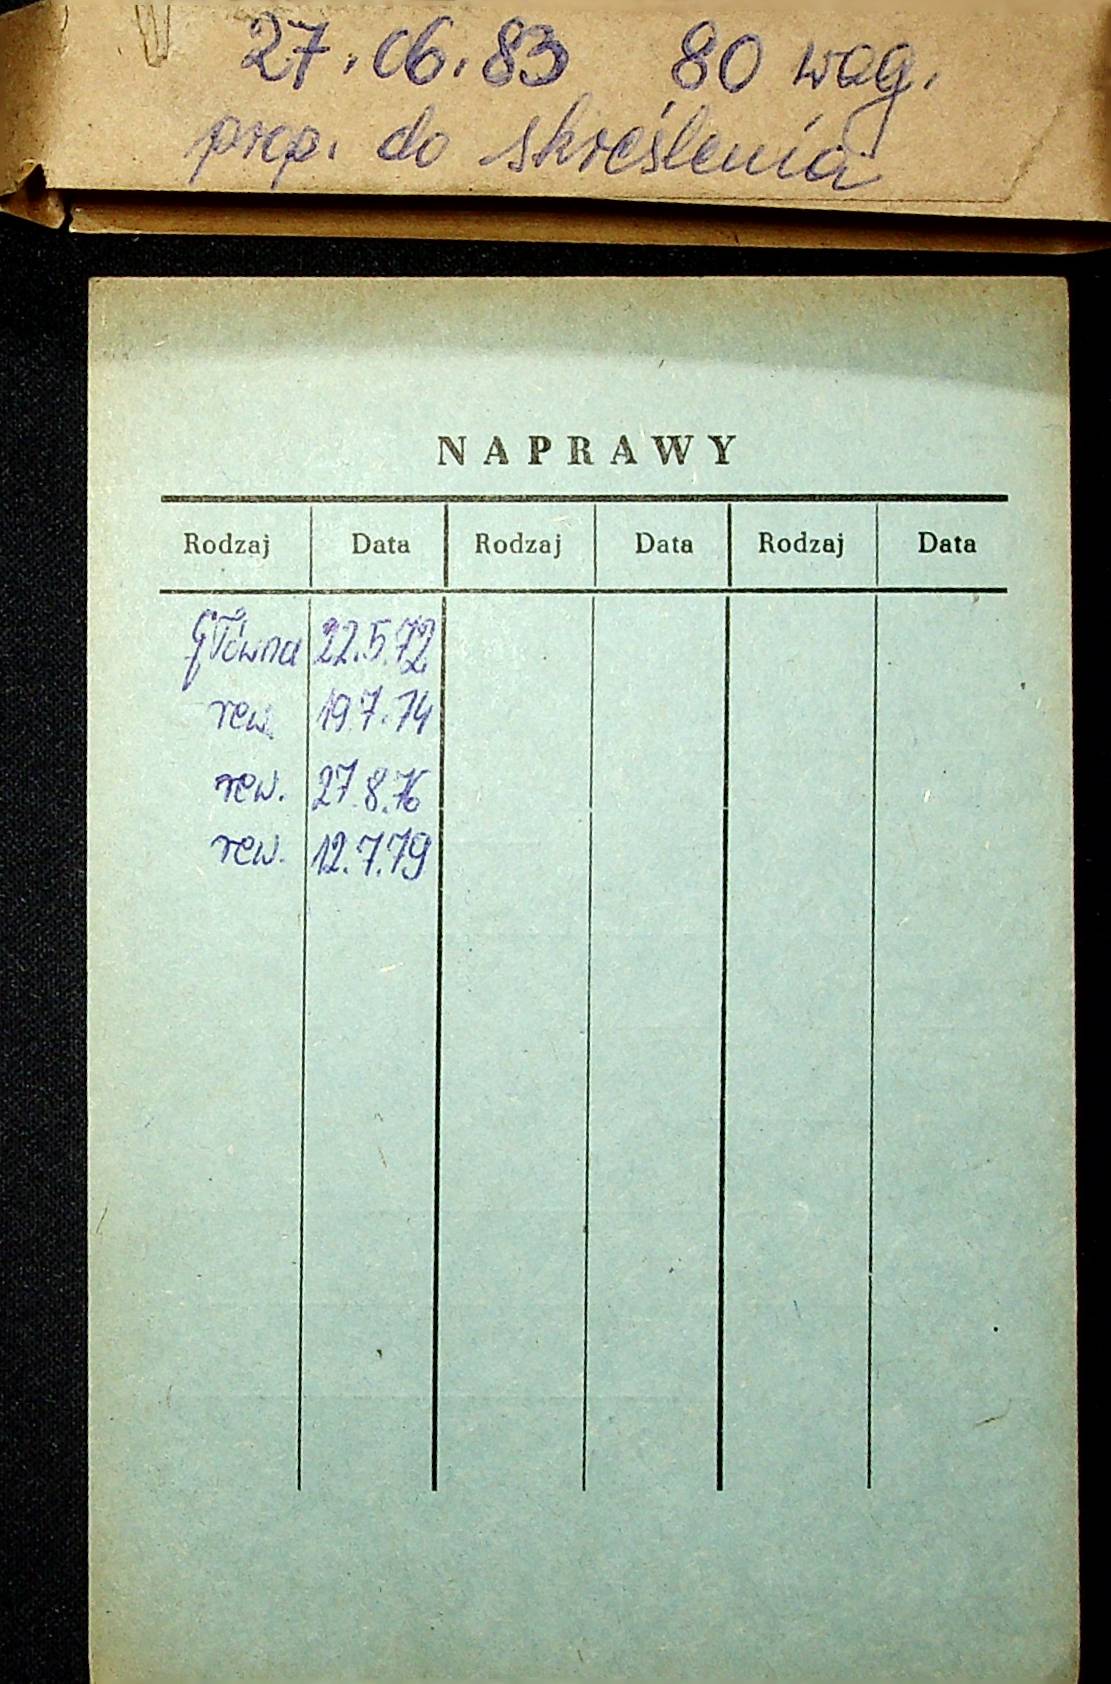 27.06.83 80 wag.
prop. do skreślenia
NAPRAWY
Rodzaj Data Rodzaj Data Rodzaj Data
Główna 22.5.72
rew. 19.7.74
rew. 27.8.76
rew. 12.7.79